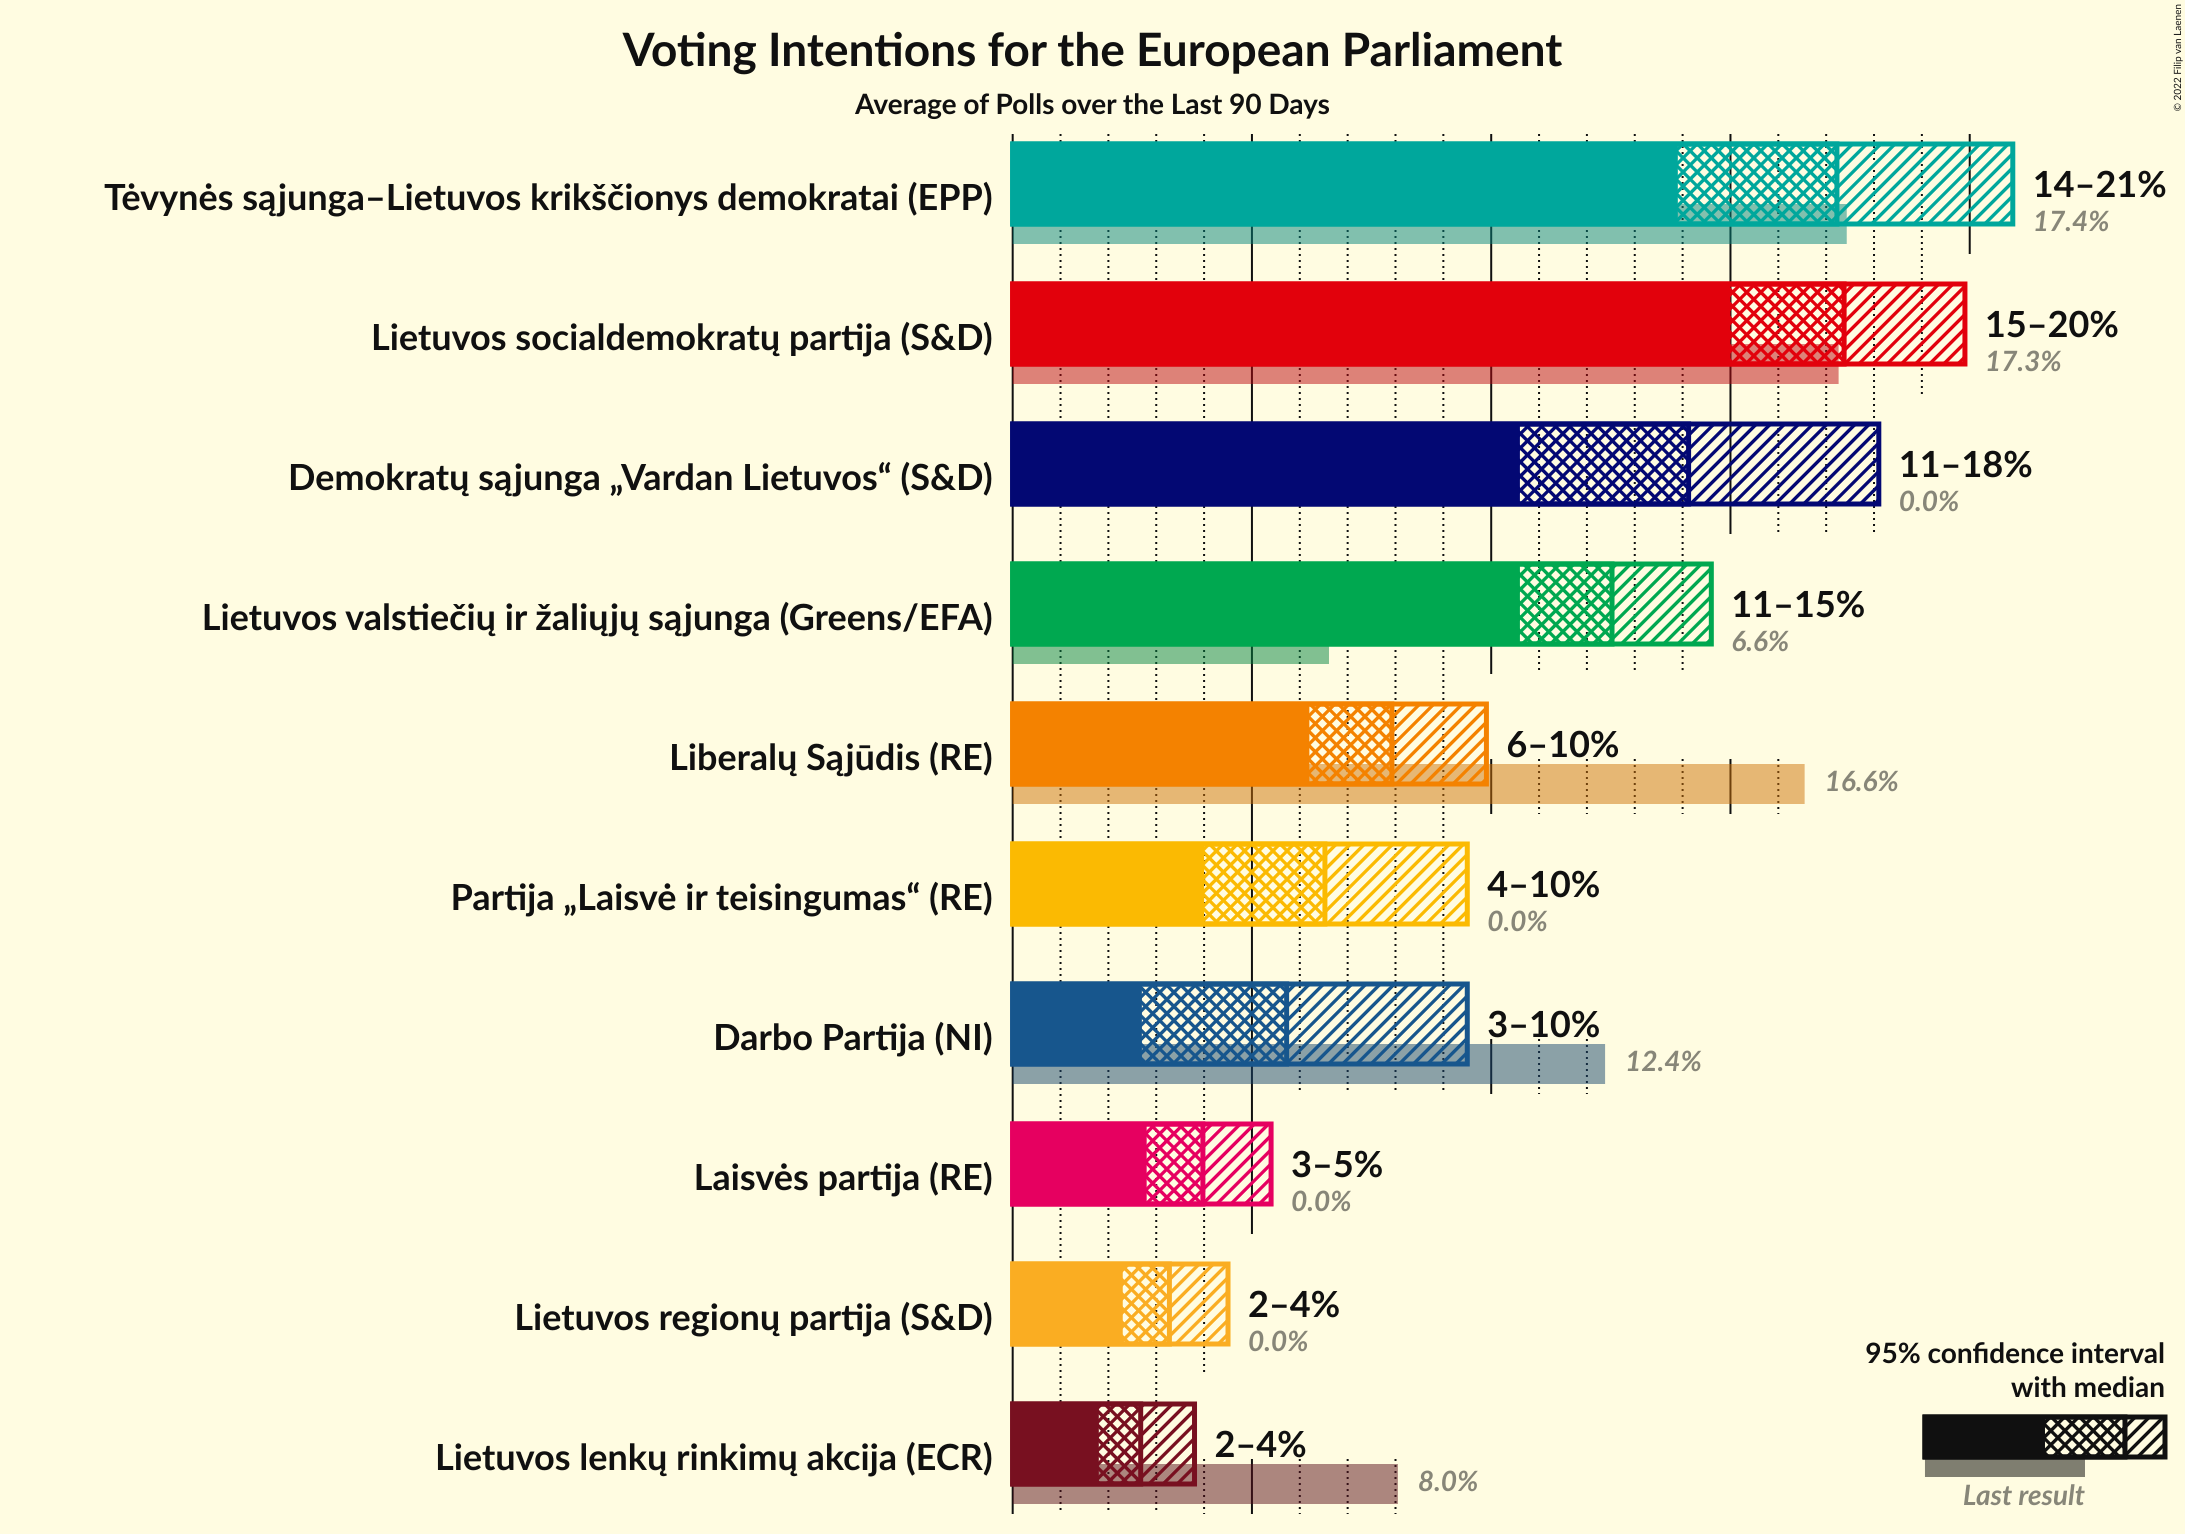 Voting Intentions for the European Parliament
Average of Polls over the Last 90 Days
© 2022 Filip van Laenen
Tėvynės sąjunga–Lietuvos krikščionys demokratai (EPP)
14–21%
17.4%
Lietuvos socialdemokratų partija (S&D)
15–20%
17.3%
Demokratų sąjunga „Vardan Lietuvos“ (S&D)
11–18%
0.0%
Lietuvos valstiečių ir žaliųjų sąjunga (Greens/EFA)
11–15%
6.6%
Liberalų Sąjūdis (RE)
6–10%
16.6%
Partija „Laisvė ir teisingumas“ (RE)
4–10%
0.0%
Darbo Partija (NI)
3–10%
12.4%
Laisvės partija (RE)
3–5%
0.0%
Lietuvos regionų partija (S&D)
2–4%
0.0%
Lietuvos lenkų rinkimų akcija (ECR)
2–4%
8.0%
95% confidence interval
with median
Last result